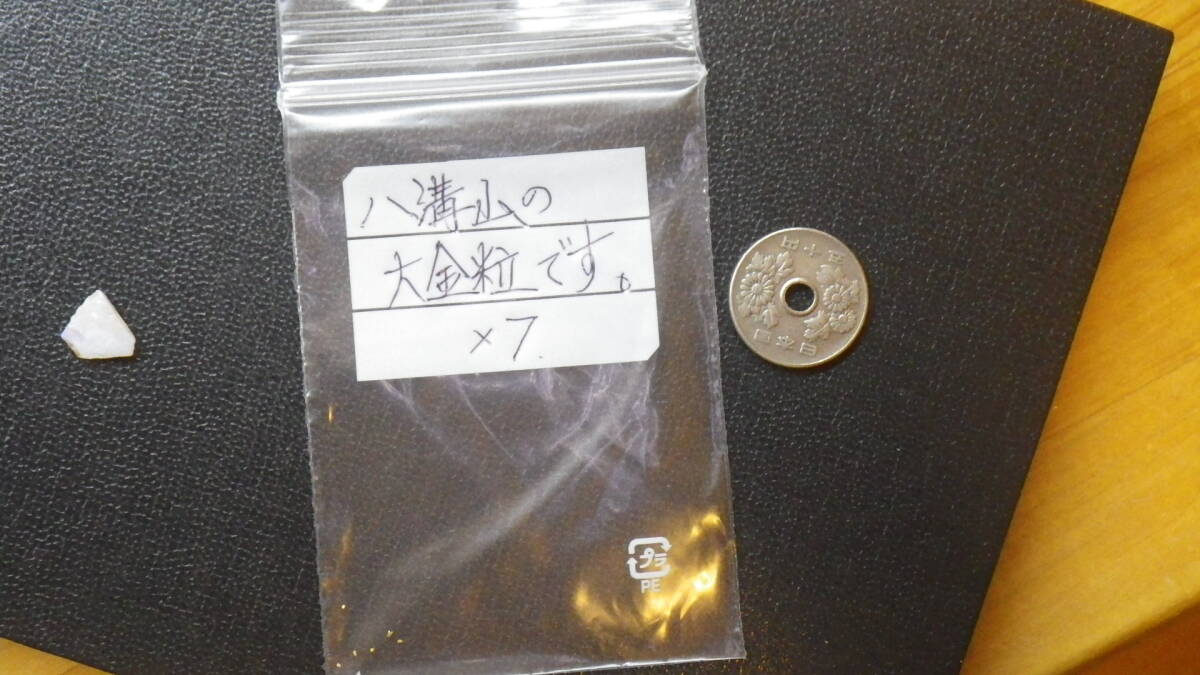 八溝山の
大金粒です。
×7.
プラ
PE
日本国
五十円